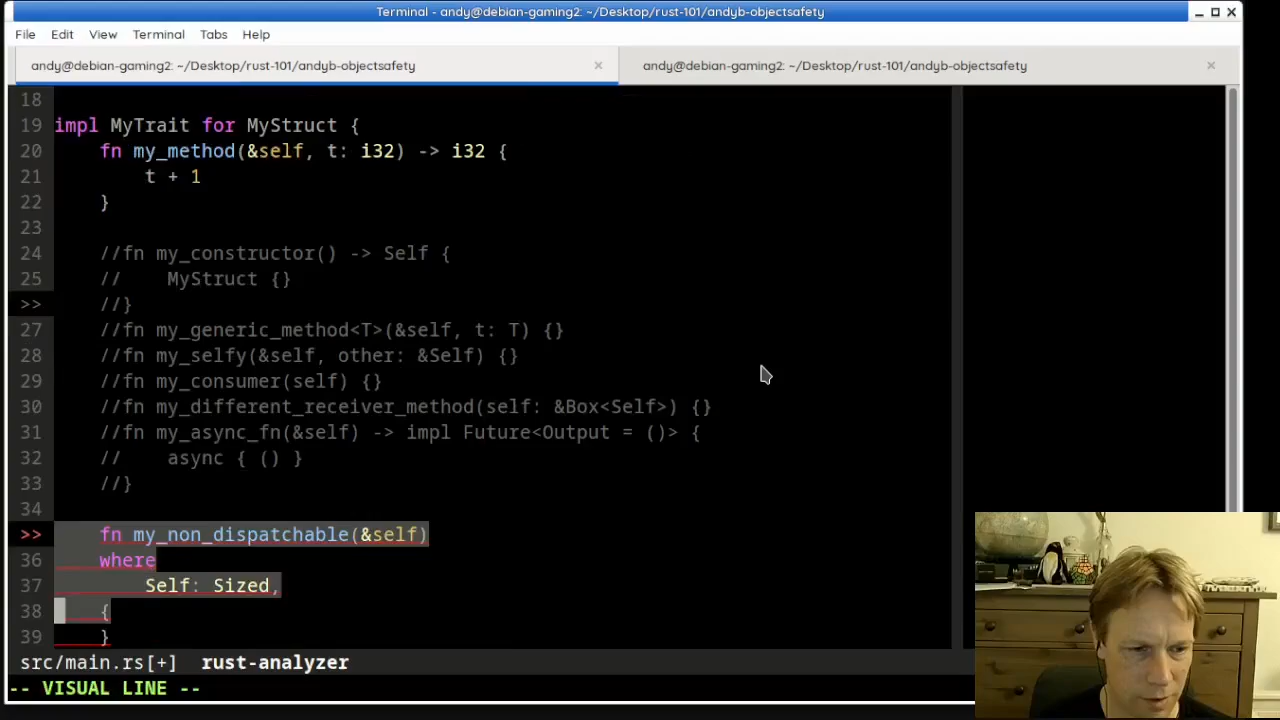 Terminal - andy@debian-gaming2: ~/Desktop/rust-101/andyb-objectsafety
File Edit View Terminal Tabs Help
andy@debian-gaming2: ~/Desktop/rust-101/andyb-objectsafety × andy@debian-gaming2: ~/Desktop/rust-101/andyb-objectsafety ×
18
19 impl MyTrait for MyStruct {
20     fn my_method(&self, t: i32) -> i32 {
21         t + 1
22     }
23
24     //fn my_constructor() -> Self {
25     //    MyStruct {}
>>     //}
27     //fn my_generic_method<T>(&self, t: T) {}
28     //fn my_selfy(&self, other: &Self) {}
29     //fn my_consumer(self) {}
30     //fn my_different_receiver_method(self: &Box<Self>) {}
31     //fn my_async_fn(&self) -> impl Future<Output = ()> {
32     //    async { () }
33     //}
34
>>     fn my_non_dispatchable(&self)
36     where
37         Self: Sized,
38     {
39     }
src/main.rs[+] rust-analyzer
-- VISUAL LINE --